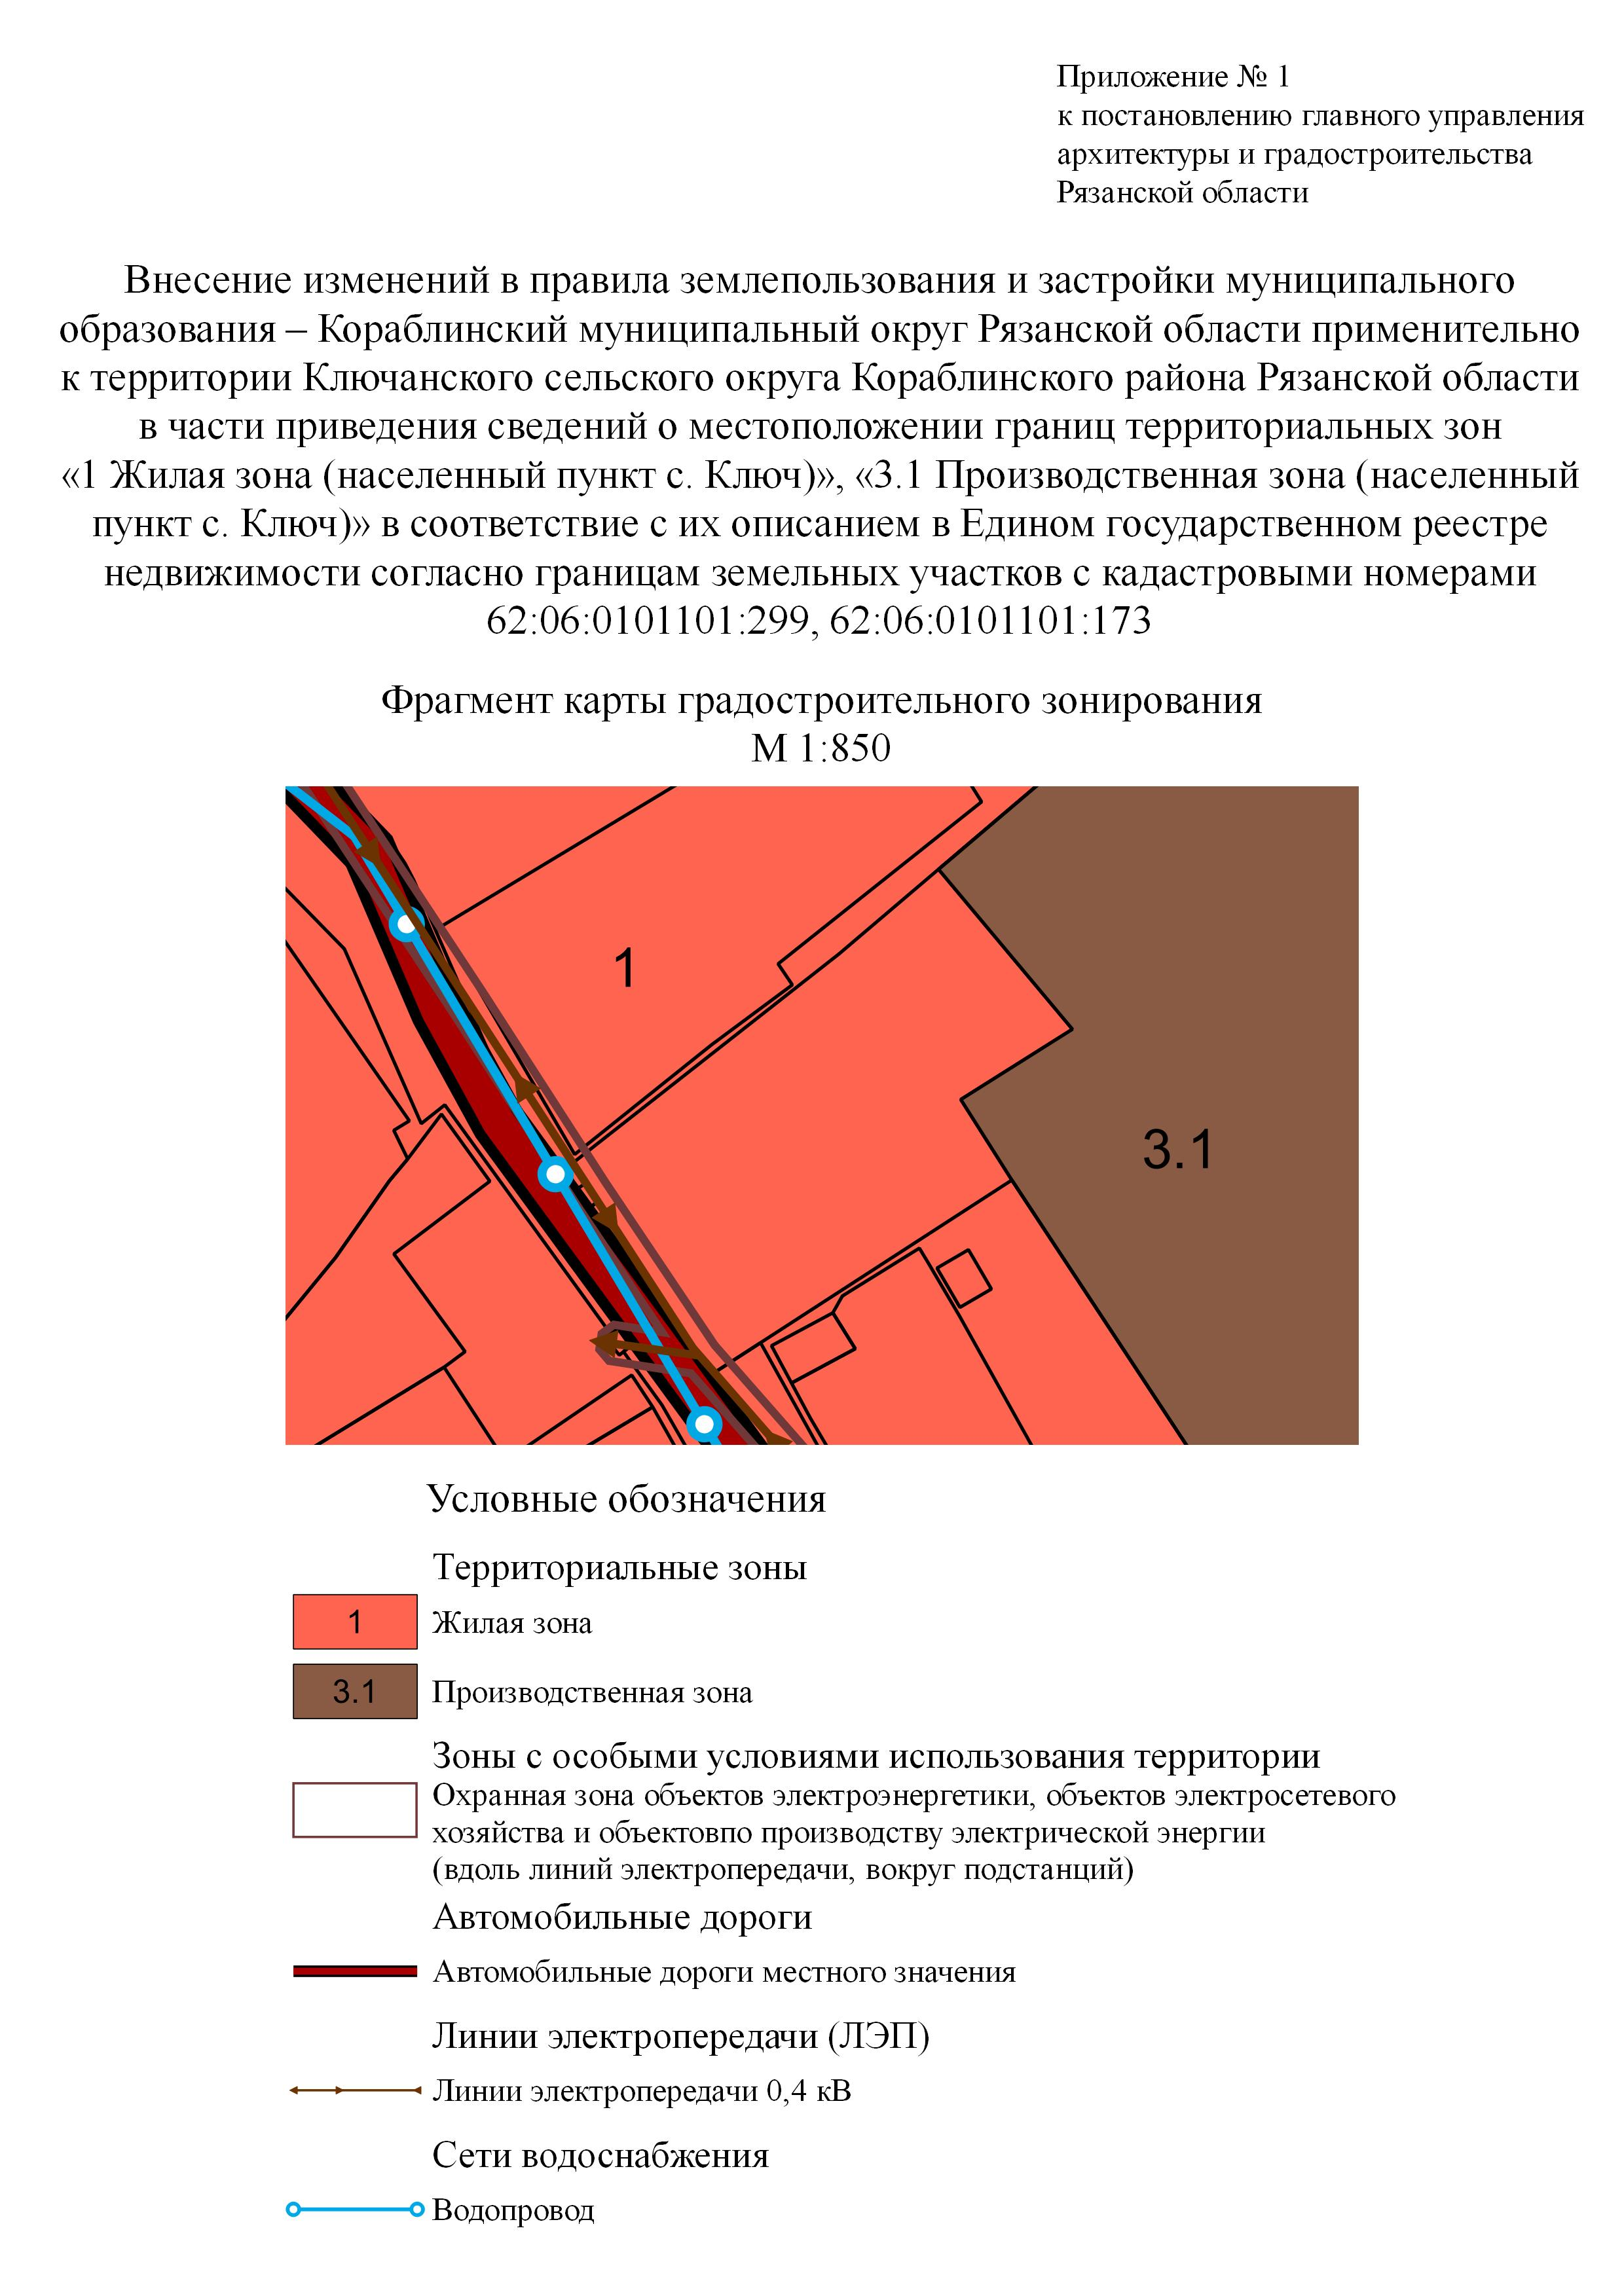 Приложение № 1
к постановлению главного управления
архитектуры и градостроительства
Рязанской области
Внесение изменений в правила землепользования и застройки муниципального
образования – Кораблинский муниципальный округ Рязанской области применительно
к территории Ключанского сельского округа Кораблинского района Рязанской области
в части приведения сведений о местоположении границ территориальных зон
«1 Жилая зона (населенный пункт с. Ключ)», «3.1 Производственная зона (населенный
пункт с. Ключ)» в соответствие с их описанием в Едином государственном реестре
недвижимости согласно границам земельных участков с кадастровыми номерами
62:06:0101101:299, 62:06:0101101:173
Фрагмент карты градостроительного зонирования
М 1:850
1
3.1
Условные обозначения
Территориальные зоны
1 Жилая зона
3.1 Производственная зона
Зоны с особыми условиями использования территории
Охранная зона объектов электроэнергетики, объектов электросетевого
хозяйства и объектовпо производству электрической энергии
(вдоль линий электропередачи, вокруг подстанций)
Автомобильные дороги
Автомобильные дороги местного значения
Линии электропередачи (ЛЭП)
Линии электропередачи 0,4 кВ
Сети водоснабжения
Водопровод